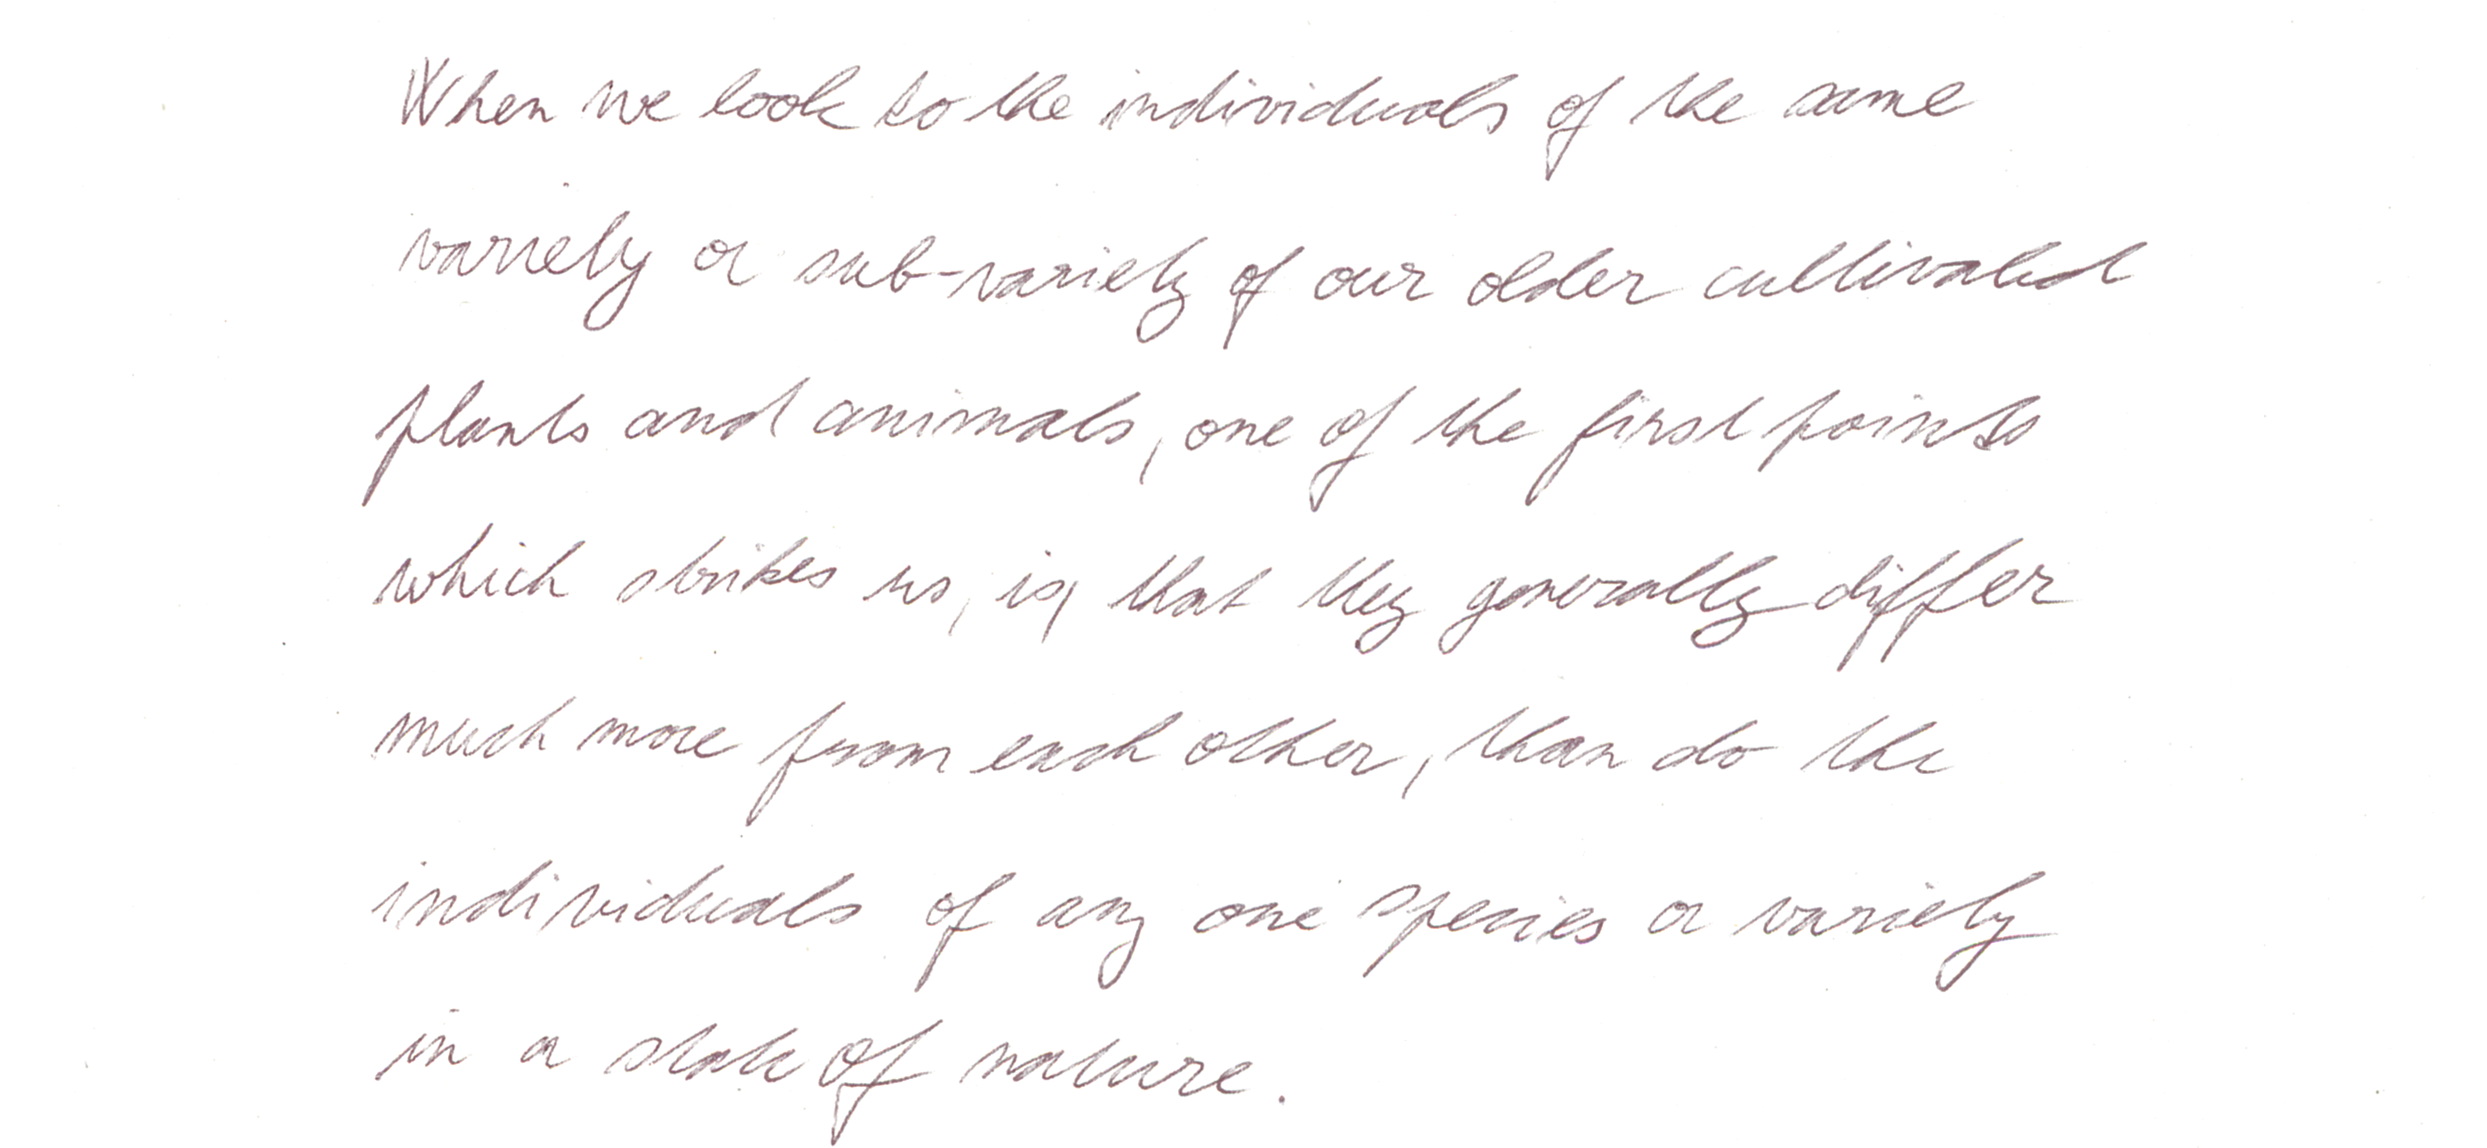 When we look to the individuals of the same
variety or sub-variety of our older cultivated
plants and animals, one of the first points
which strikes us, is, that they generally differ
much more from each other, than do the
individuals of any one species or variety
in a state of nature.